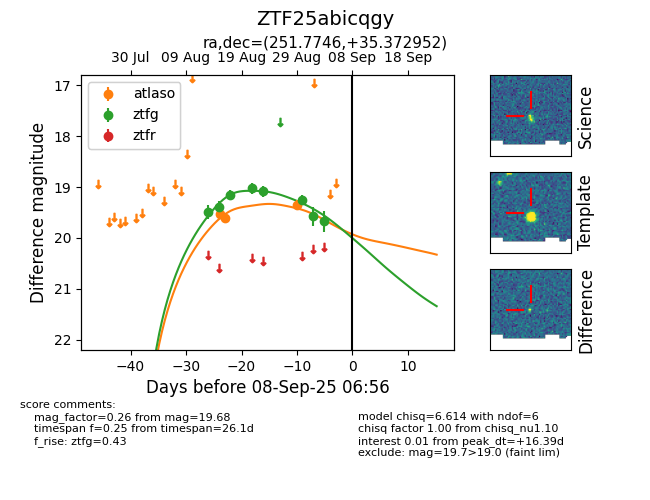 ZTF25abicqgy
ra,dec=(251.7746,+35.372952)
30 Jul 09 Aug 19 Aug 29 Aug 08 Sep 18 Sep
atlaso
ztfg
ztfr
17
18
19
20
21
22
Difference magnitude
−40 −30 −20 −10 0 10
Days before 08-Sep-25 06:56
Science
Template
Difference
score comments:
mag_factor=0.26 from mag=19.68
timespan f=0.25 from timespan=26.1d
f_rise: ztfg=0.43
model chisq=6.614 with ndof=6
chisq factor 1.00 from chisq_nu1.10
interest 0.01 from peak_dt=+16.39d
exclude: mag=19.7>19.0 (faint lim)